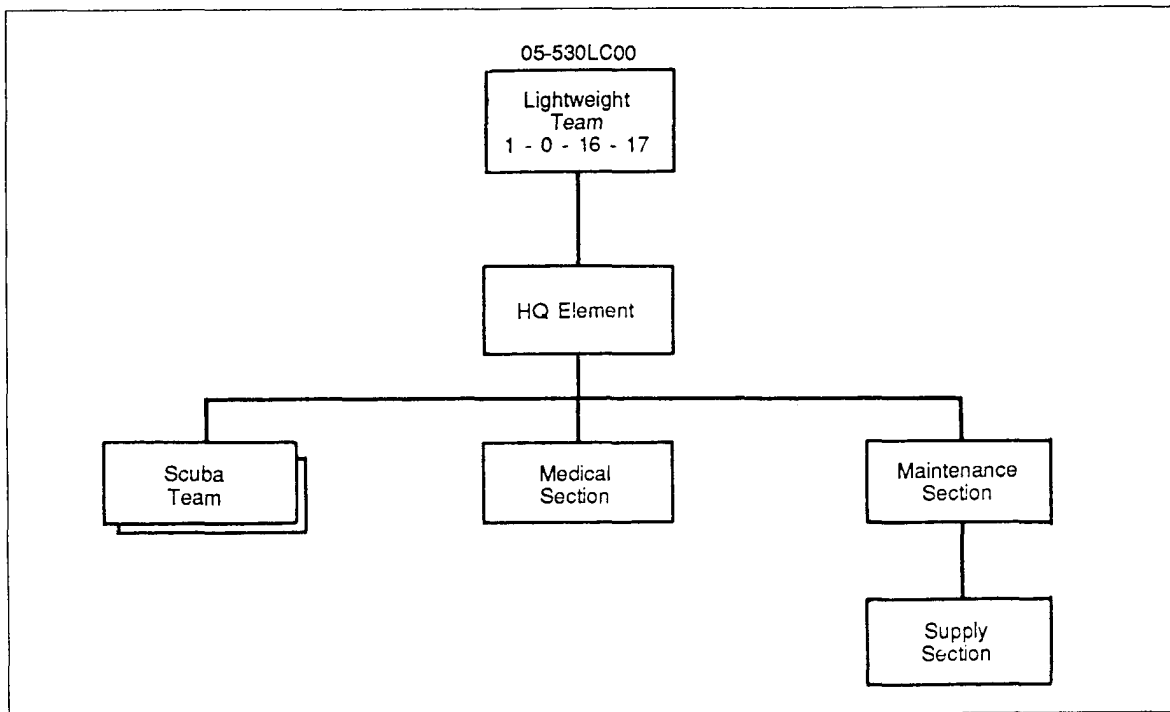 05-530LC00
Lightweight
Team
1 - 0 - 16 - 17
HQ Element
Scuba
Team
Medical
Section
Maintenance
Section
Supply
Section